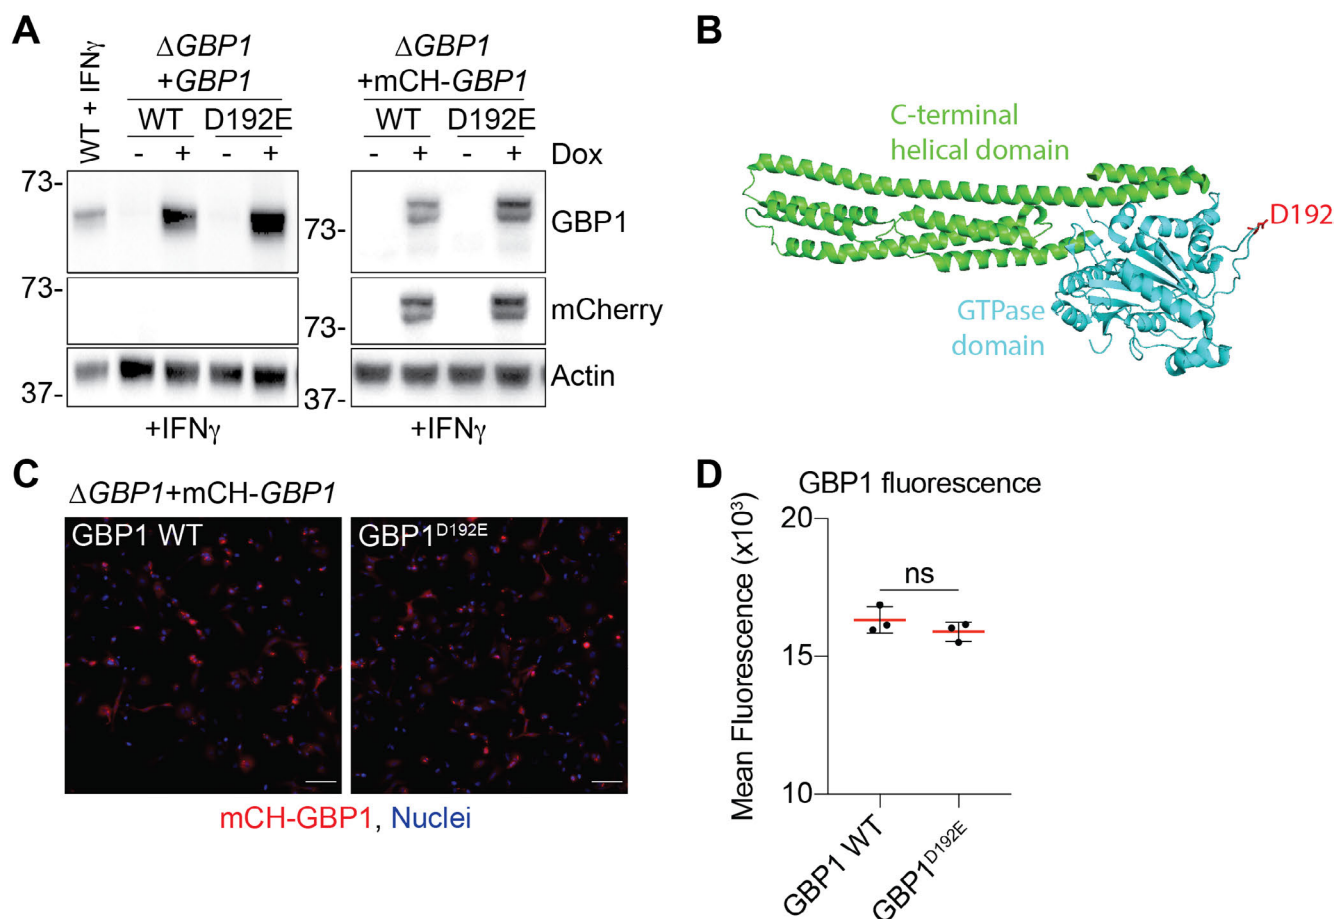 A
WT + IFNγ
ΔGBP1
+GBP1
WT D192E
- + - +
ΔGBP1
+mCH-GBP1
WT D192E
- + - + Dox
73-
73-
GBP1
73-
73-
mCherry
37-
37-
Actin
+IFNγ
+IFNγ
B
C-terminal
helical domain
D192
GTPase
domain
C
ΔGBP1+mCH-GBP1
GBP1 WT
GBP1D192E
mCH-GBP1, Nuclei
D
GBP1 fluorescence
Mean Fluorescence (x10³)
20
15
10
ns
GBP1 WT
GBP1D192E